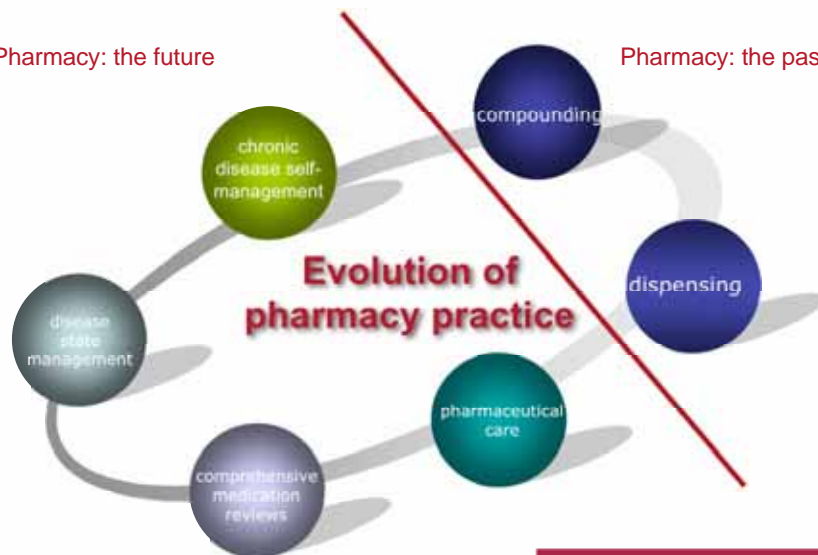 Pharmacy: the future
Pharmacy: the pas
compounding
chronic
disease self-
management
dispensing
Evolution of
pharmacy practice
disease
state
management
pharmaceutical
care
comprehensive
medication
reviews